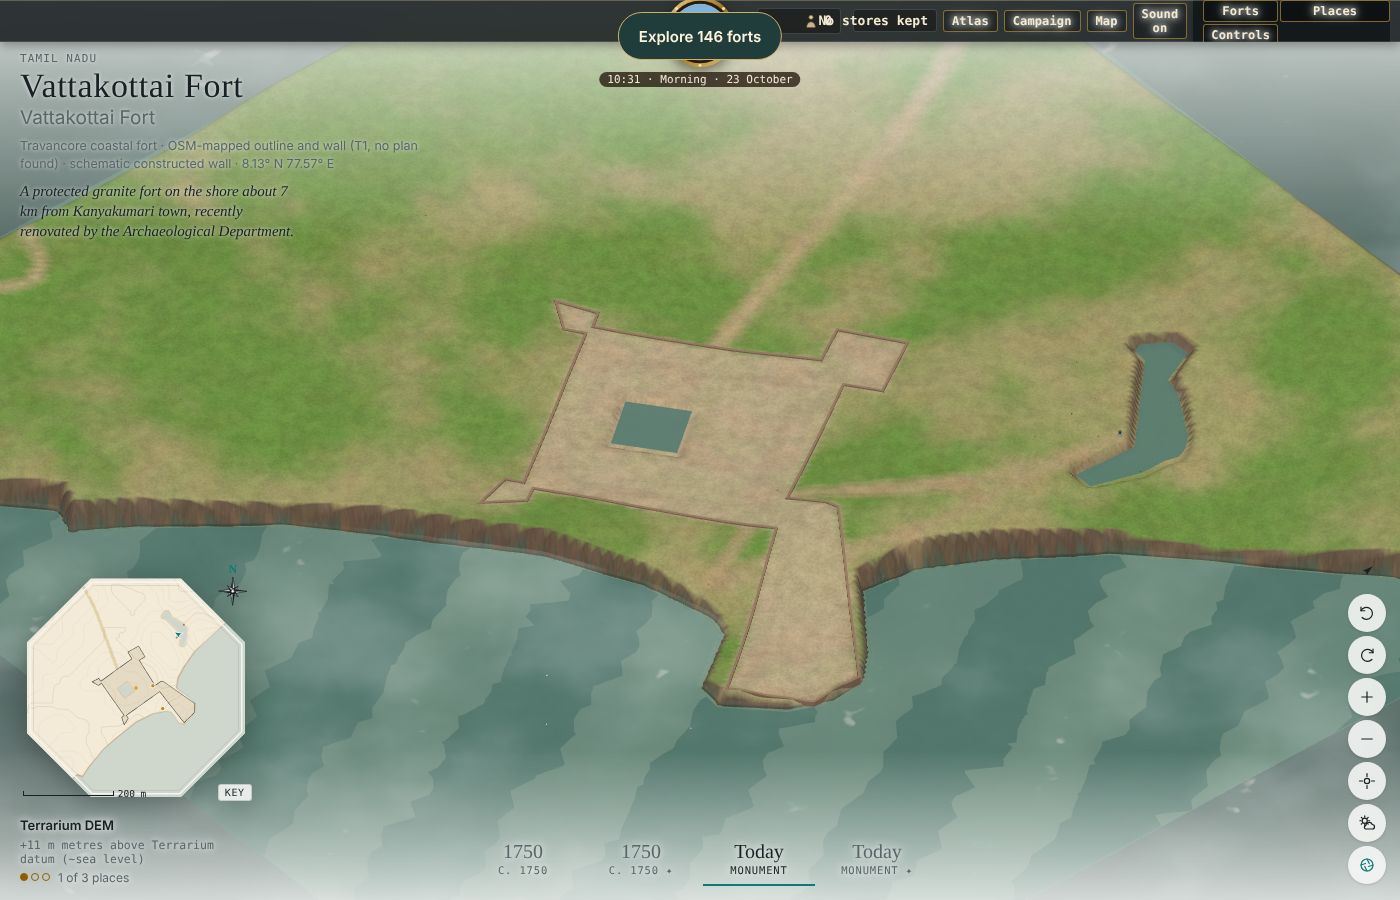 Explore 146 forts
No stores kept
Atlas
Campaign
Map
Sound on
Forts
Places
Controls
10:31 · Morning · 23 October
TAMIL NADU
Vattakottai Fort
Vattakottai Fort
Travancore coastal fort · OSM-mapped outline and wall (T1, no plan
found) · schematic constructed wall · 8.13° N 77.57° E
A protected granite fort on the shore about 7
km from Kanyakumari town, recently
renovated by the Archaeological Department.
N
200 m
KEY
Terrarium DEM
+11 m metres above Terrarium
datum (~sea level)
1 of 3 places
1750
C. 1750
1750
C. 1750 ✦
Today
MONUMENT
Today
MONUMENT ✦